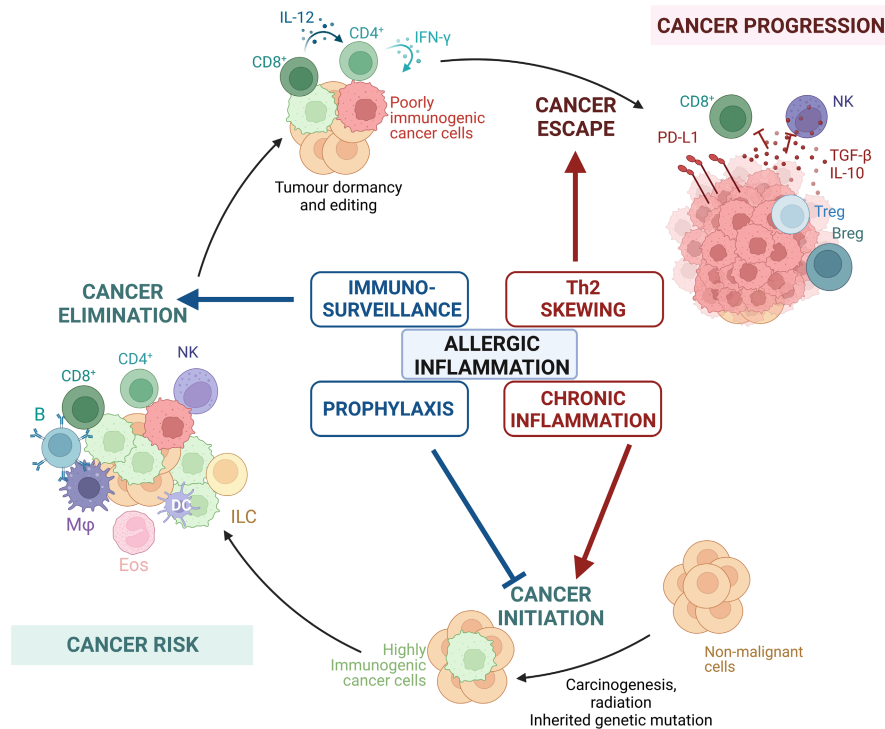 CANCER PROGRESSION
IL-12
CD4⁺
IFN-γ
CD8⁺
Poorly
immunogenic
cancer cells
Tumour dormancy
and editing
CANCER
ESCAPE
CD8⁺
NK
PD-L1
TGF-β
IL-10
Treg
Breg
CANCER
ELIMINATION
IMMUNO-
SURVEILLANCE
Th2
SKEWING
ALLERGIC
INFLAMMATION
PROPHYLAXIS
CHRONIC
INFLAMMATION
CD8⁺
CD4⁺
NK
B
Mφ
DC
ILC
Eos
CANCER
INITIATION
CANCER RISK
Highly
Immunogenic
cancer cells
Non-malignant
cells
Carcinogenesis,
radiation
Inherited genetic mutation